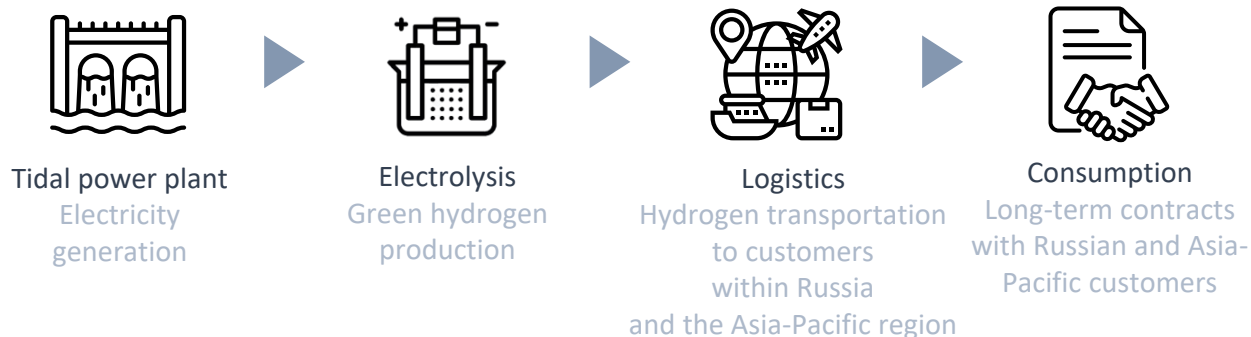 Tidal power plant
Electricity
generation
Electrolysis
Green hydrogen
production
Logistics
Hydrogen transportation
to customers
within Russia
and the Asia-Pacific region
Consumption
Long-term contracts
with Russian and Asia-
Pacific customers